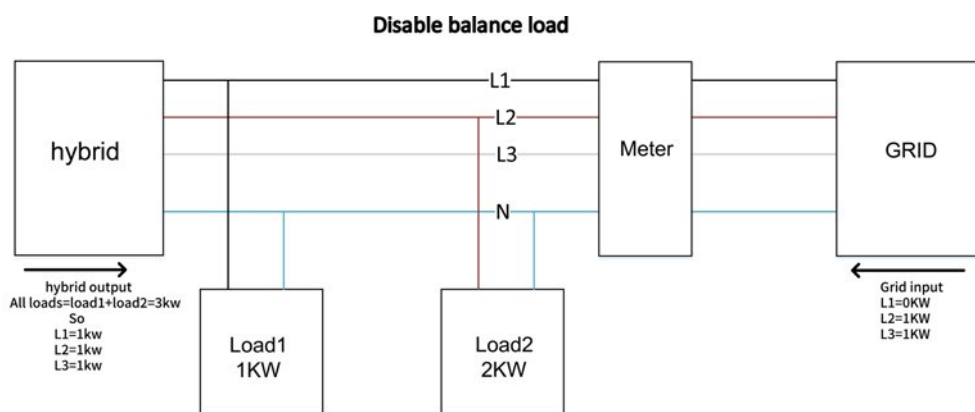 Disable balance load
L1
L2
L3
N
hybrid
Meter
GRID
hybrid output
All loads=load1+load2=3kw
So
L1=1kw
L2=1kw
L3=1kw
Load1
1KW
Load2
2KW
Grid input
L1=0KW
L2=1KW
L3=1KW